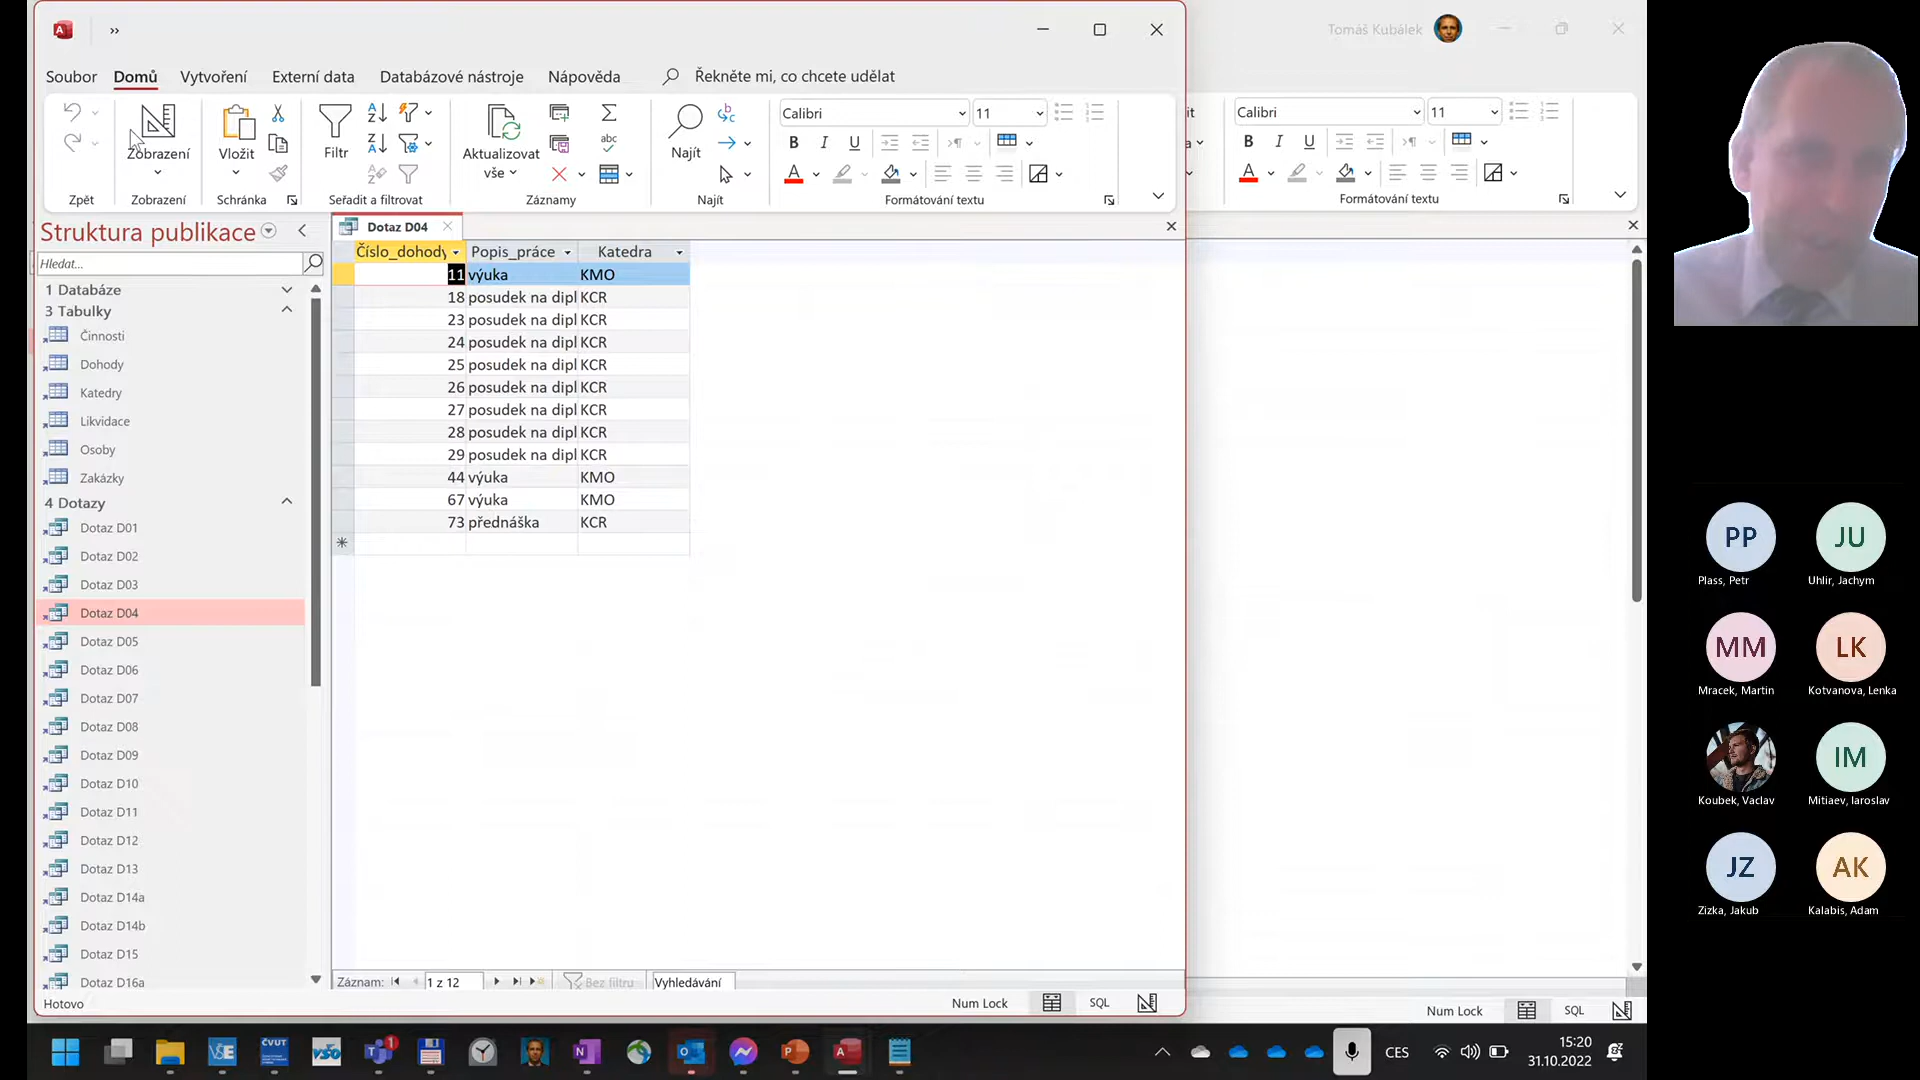 Tomáš Kubálek
Soubor Domů Vytvoření Externí data Databázové nástroje Nápověda Řekněte mi, co chcete udělat
Zobrazení
Vložit
Filtr
Aktualizovat
vše
Najít
Calibri 11
Calibri 11
Zpět Zobrazení Schránka Seřadit a filtrovat Záznamy Najít Formátování textu
Formátování textu
Struktura publikace
Hledat...
1 Databáze
3 Tabulky
Činnosti
Dohody
Katedry
Likvidace
Osoby
Zakázky
4 Dotazy
Dotaz D01
Dotaz D02
Dotaz D03
Dotaz D04
Dotaz D05
Dotaz D06
Dotaz D07
Dotaz D08
Dotaz D09
Dotaz D10
Dotaz D11
Dotaz D12
Dotaz D13
Dotaz D14a
Dotaz D14b
Dotaz D15
Dotaz D16a
Dotaz D04
Číslo_dohody Popis_práce Katedra
11 výuka KMO
18 posudek na dipl KCR
23 posudek na dipl KCR
24 posudek na dipl KCR
25 posudek na dipl KCR
26 posudek na dipl KCR
27 posudek na dipl KCR
28 posudek na dipl KCR
29 posudek na dipl KCR
44 výuka KMO
67 výuka KMO
73 přednáška KCR
Záznam: 1 z 12 Bez filtru Vyhledávání
Hotovo Num Lock SQL
Num Lock SQL
PP
Plass, Petr
JU
Uhlir, Jachym
MM
Mracek, Martin
LK
Kotvanova, Lenka
Koubek, Vaclav
IM
Mitiaev, Iaroslav
JZ
Zizka, Jakub
AK
Kalabis, Adam
CES
15:20
31.10.2022